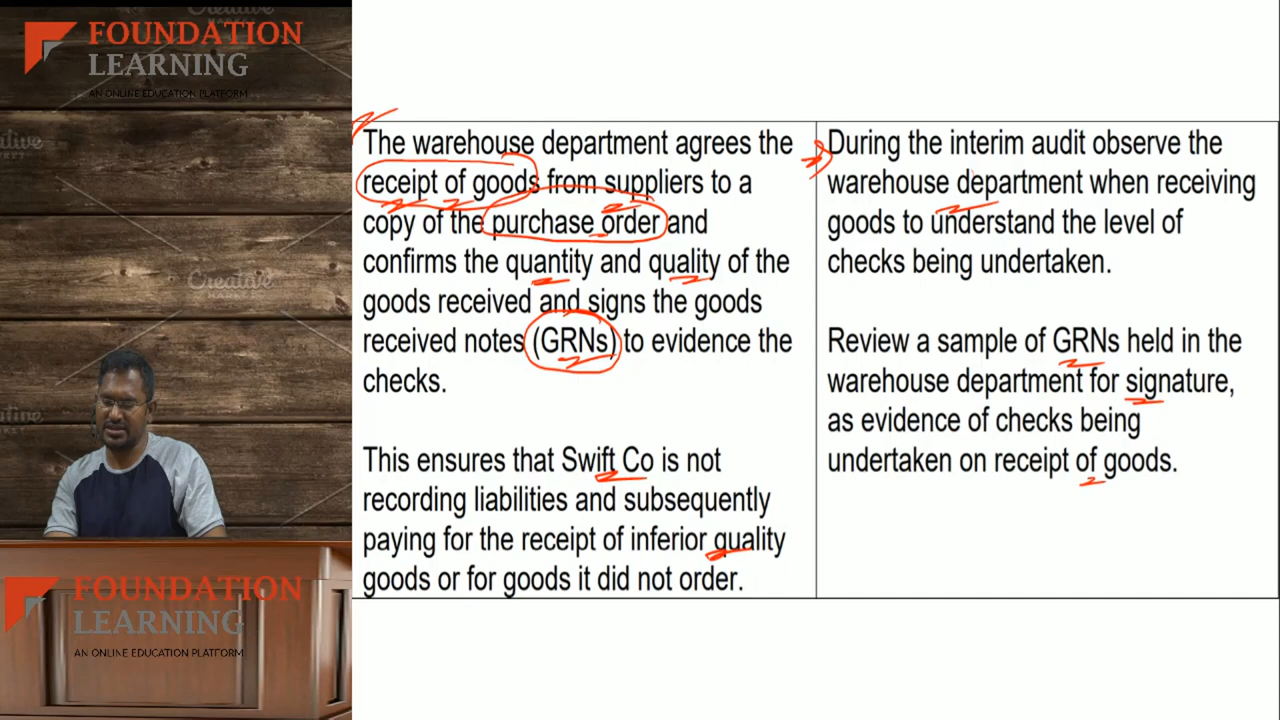 FOUNDATION
LEARNING
AN ONLINE EDUCATION PLATFORM
The warehouse department agrees the
receipt of goods from suppliers to a
copy of the purchase order and
confirms the quantity and quality of the
goods received and signs the goods
received notes (GRNs) to evidence the
checks.
This ensures that Swift Co is not
recording liabilities and subsequently
paying for the receipt of inferior quality
goods or for goods it did not order.
During the interim audit observe the
warehouse department when receiving
goods to understand the level of
checks being undertaken.
Review a sample of GRNs held in the
warehouse department for signature,
as evidence of checks being
undertaken on receipt of goods.
Creative
MARKET
FOUNDATION
LEARNING
AN ONLINE EDUCATION PLATFORM